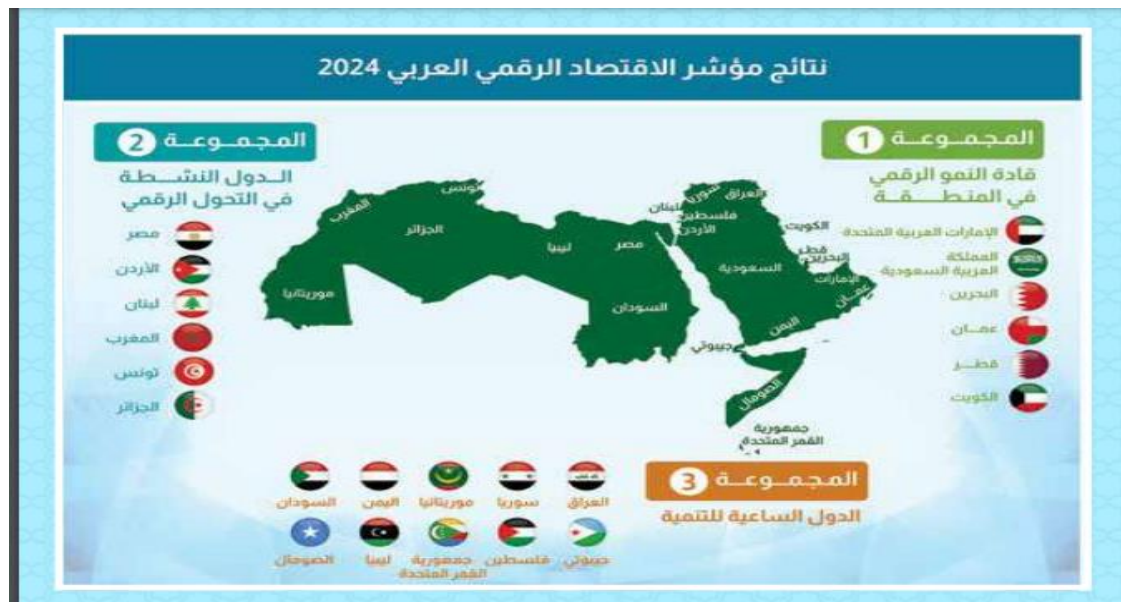 نتائج مؤشر الاقتصاد الرقمي العربي 2024
المجموعة 1
قادة النمو الرقمي
في المنطقة
الإمارات العربية المتحدة
المملكة
العربية السعودية
البحرين
عمان
قطر
الكويت
المجموعة 2
الدول النشطة
في التحول الرقمي
مصر
الأردن
لبنان
المغرب
تونس
الجزائر
تونس
المغرب
الجزائر
ليبيا
مصر
موريتانيا
السودان
سوريا
العراق
لبنان
فلسطين
الأردن
الكويت
قطر
البحرين
الإمارات
السعودية
عمان
اليمن
جيبوتي
الصومال
جمهورية
القمر المتحدة
المجموعة 3
الدول الساعية للتنمية
العراق
سوريا
موريتانيا
اليمن
السودان
جيبوتي
فلسطين
جمهورية
القمر المتحدة
ليبيا
الصومال